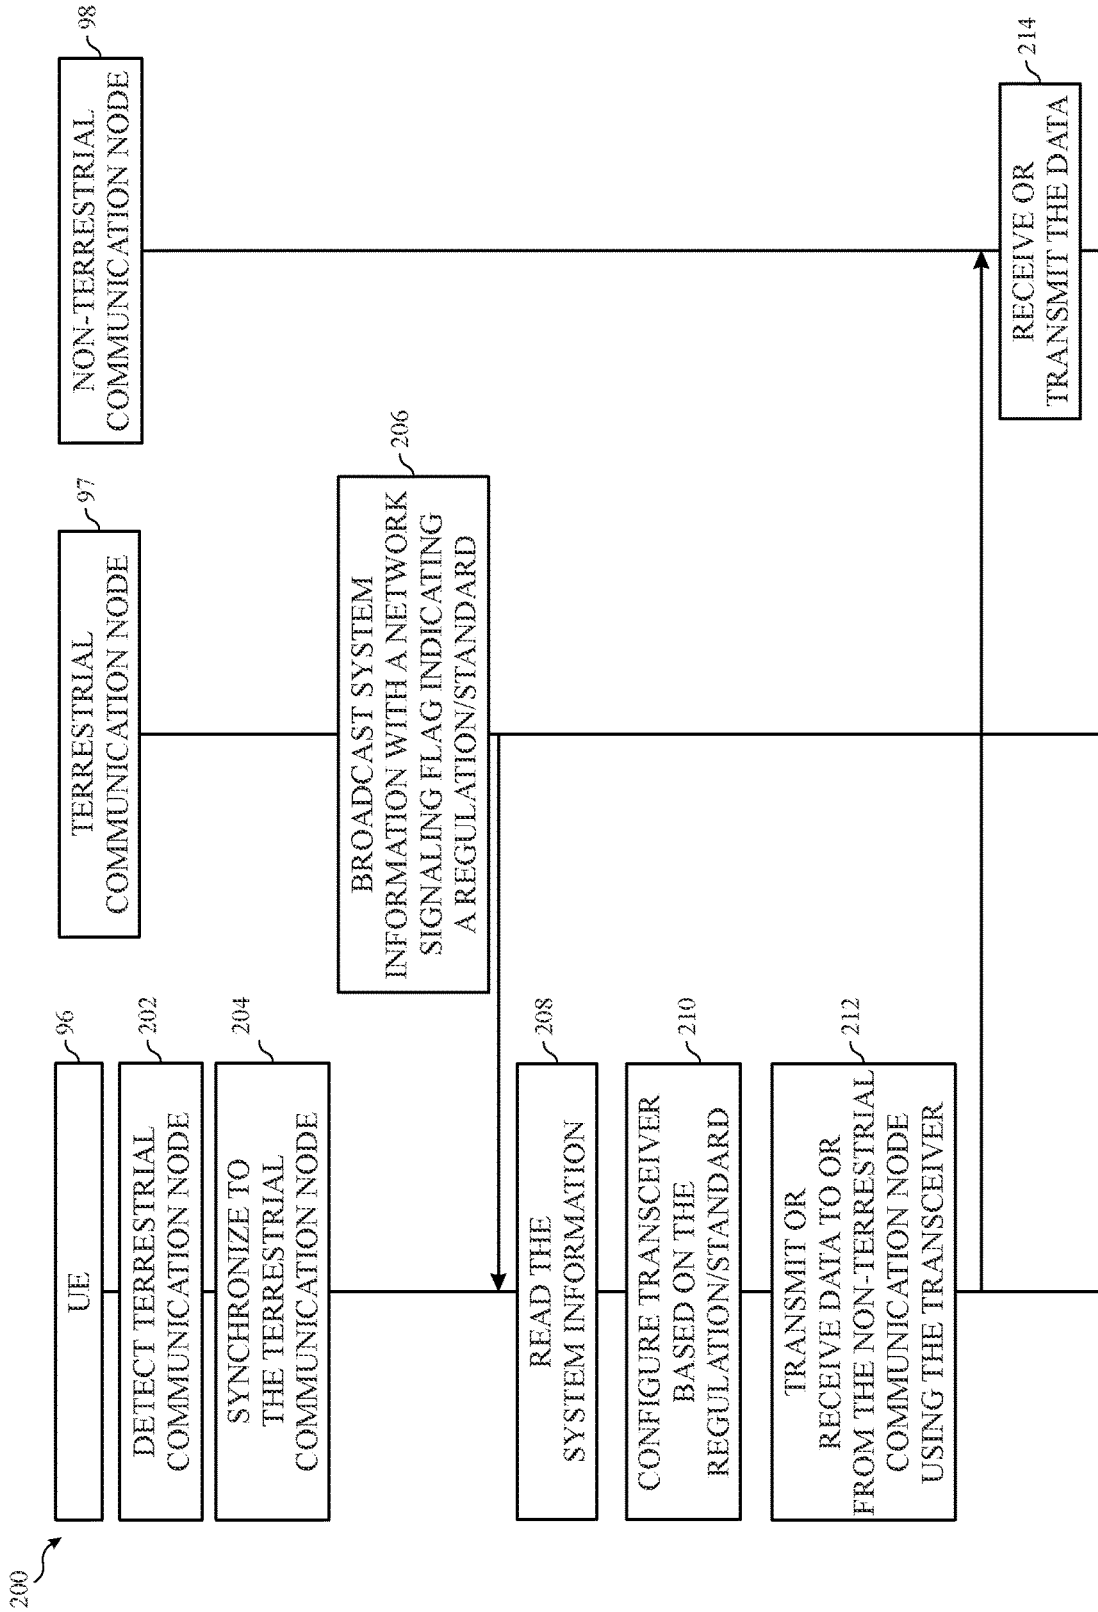 200
UE
96
TERRESTRIAL
COMMUNICATION NODE
97
NON-TERRESTRIAL
COMMUNICATION NODE
98
DETECT TERRESTRIAL
COMMUNICATION NODE
202
SYNCHRONIZE TO
THE TERRESTRIAL
COMMUNICATION NODE
204
BROADCAST SYSTEM
INFORMATION WITH A NETWORK
SIGNALING FLAG INDICATING
A REGULATION/STANDARD
206
READ THE
SYSTEM INFORMATION
208
CONFIGURE TRANSCEIVER
BASED ON THE
REGULATION/STANDARD
210
TRANSMIT OR
RECEIVE DATA TO OR
FROM THE NON-TERRESTRIAL
COMMUNICATION NODE
USING THE TRANSCEIVER
212
RECEIVE OR
TRANSMIT THE DATA
214